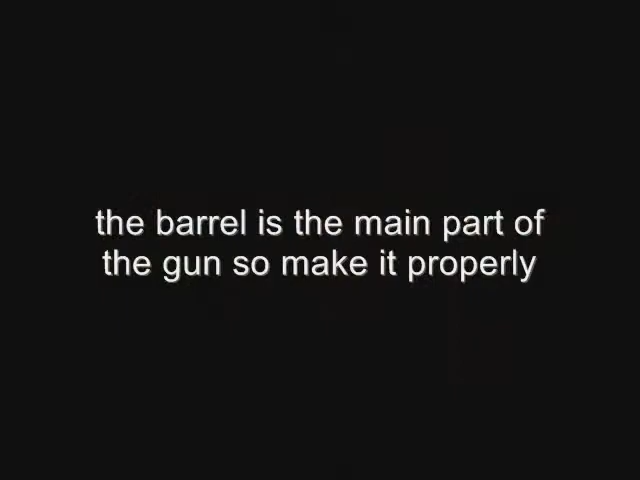 the barrel is the main part of
the gun so make it properly